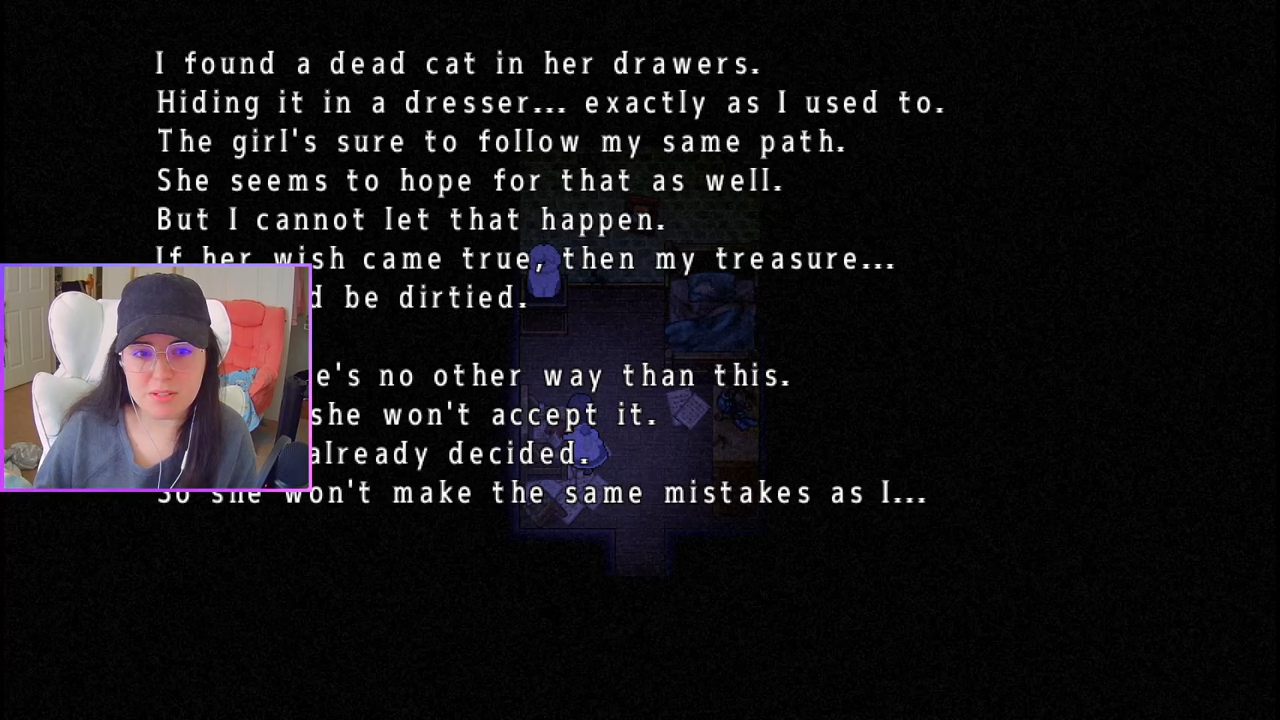 I found a dead cat in her drawers.
Hiding it in a dresser... exactly as I used to.
The girl's sure to follow my same path.
She seems to hope for that as well.
But I cannot let that happen.
If her wish came true, then my treasure...
be dirtied.
no other way than this.
she won't accept it.
already decided.
So she won't make the same mistakes as I...